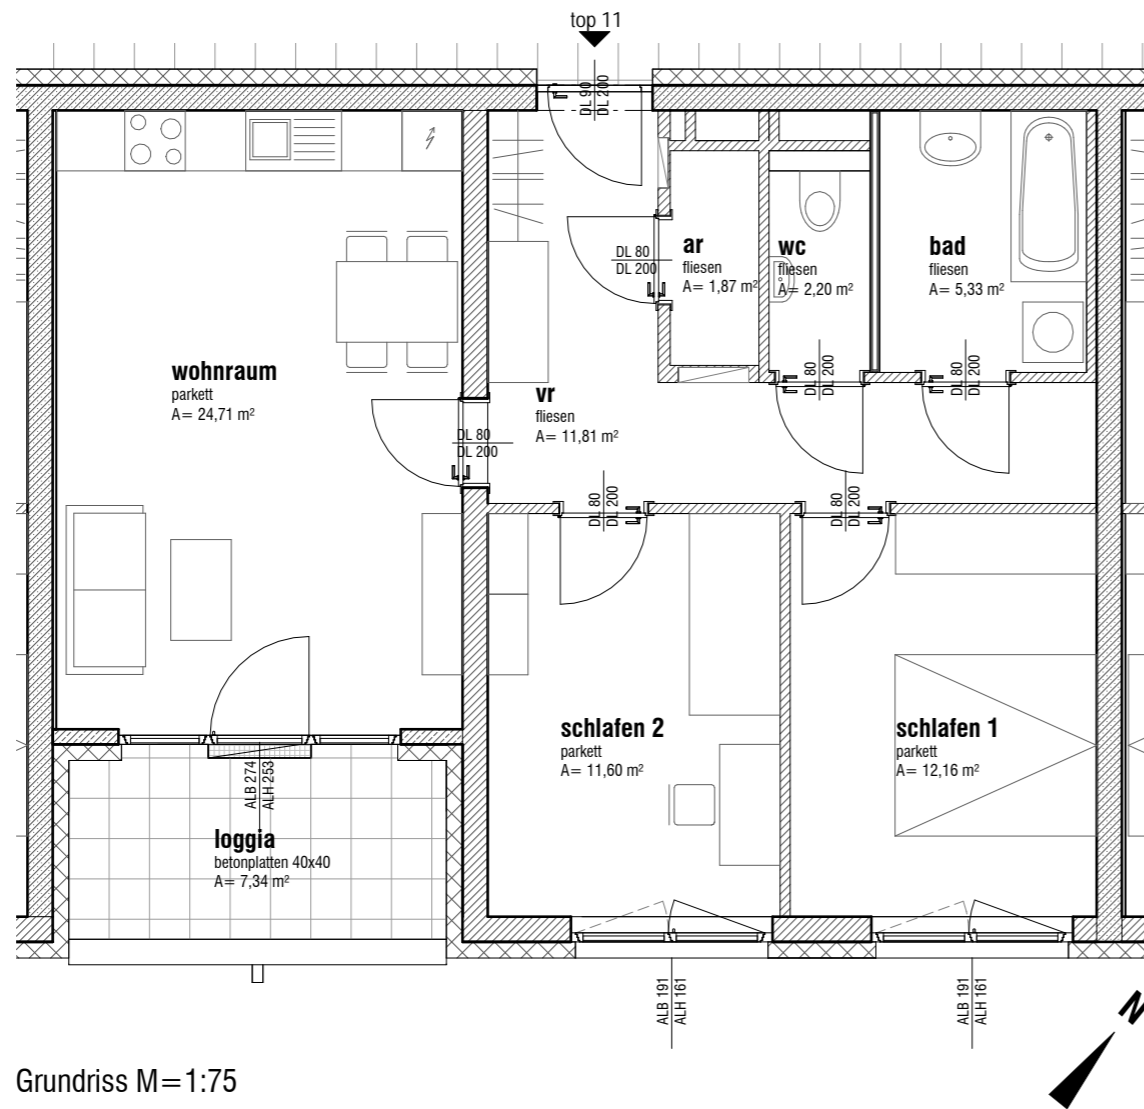 top 11
DL 90
DL 200
ar
fliesen
A= 1,87 m²
DL 80
DL 200
wc
fliesen
A= 2,20 m²
bad
fliesen
A= 5,33 m²
wohnraum
parkett
A= 24,71 m²
vr
fliesen
A= 11,81 m²
DL 80
DL 200
DL 80
DL 200
DL 80
DL 200
DL 80
DL 200
DL 80
DL 200
schlafen 2
parkett
A= 11,60 m²
schlafen 1
parkett
A= 12,16 m²
ALB 274
ALH 253
loggia
betonplatten 40x40
A= 7,34 m²
ALB 191
ALH 161
ALB 191
ALH 161
N
Grundriss M=1:75